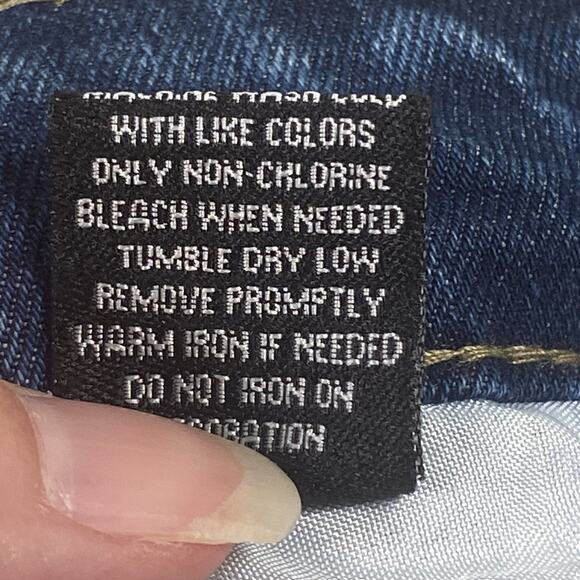 WITH LIKE COLORS
ONLY NON-CHLORINE
BLEACH WHEN NEEDED
TUMBLE DRY LOW
REMOVE PROMPTLY
WARM IRON IF NEEDED
DO NOT IRON ON